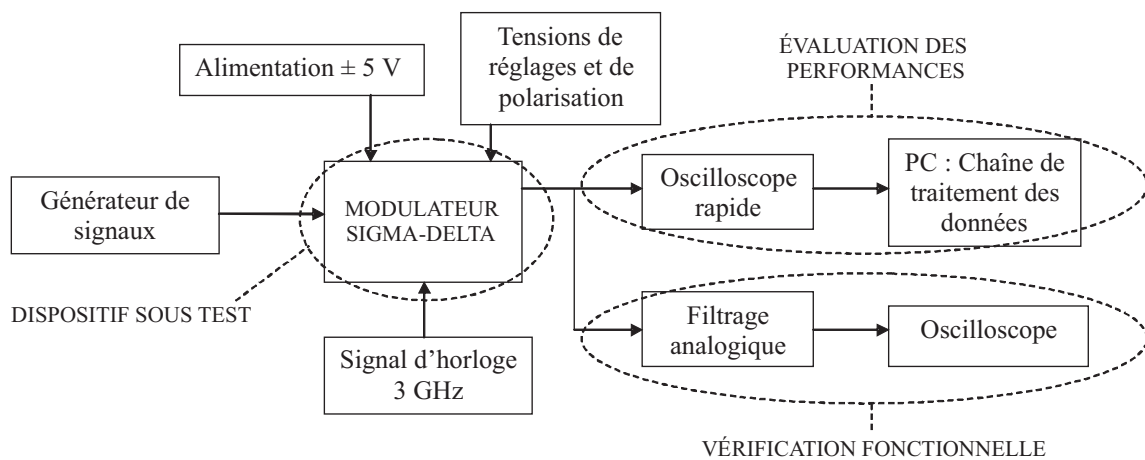 Alimentation ± 5 V
Tensions de
réglages et de
polarisation
ÉVALUATION DES
PERFORMANCES
Générateur de
signaux
MODULATEUR
SIGMA-DELTA
Oscilloscope
rapide
PC : Chaîne de
traitement des
données
DISPOSITIF SOUS TEST
Signal d’horloge
3 GHz
Filtrage
analogique
Oscilloscope
VÉRIFICATION FONCTIONNELLE